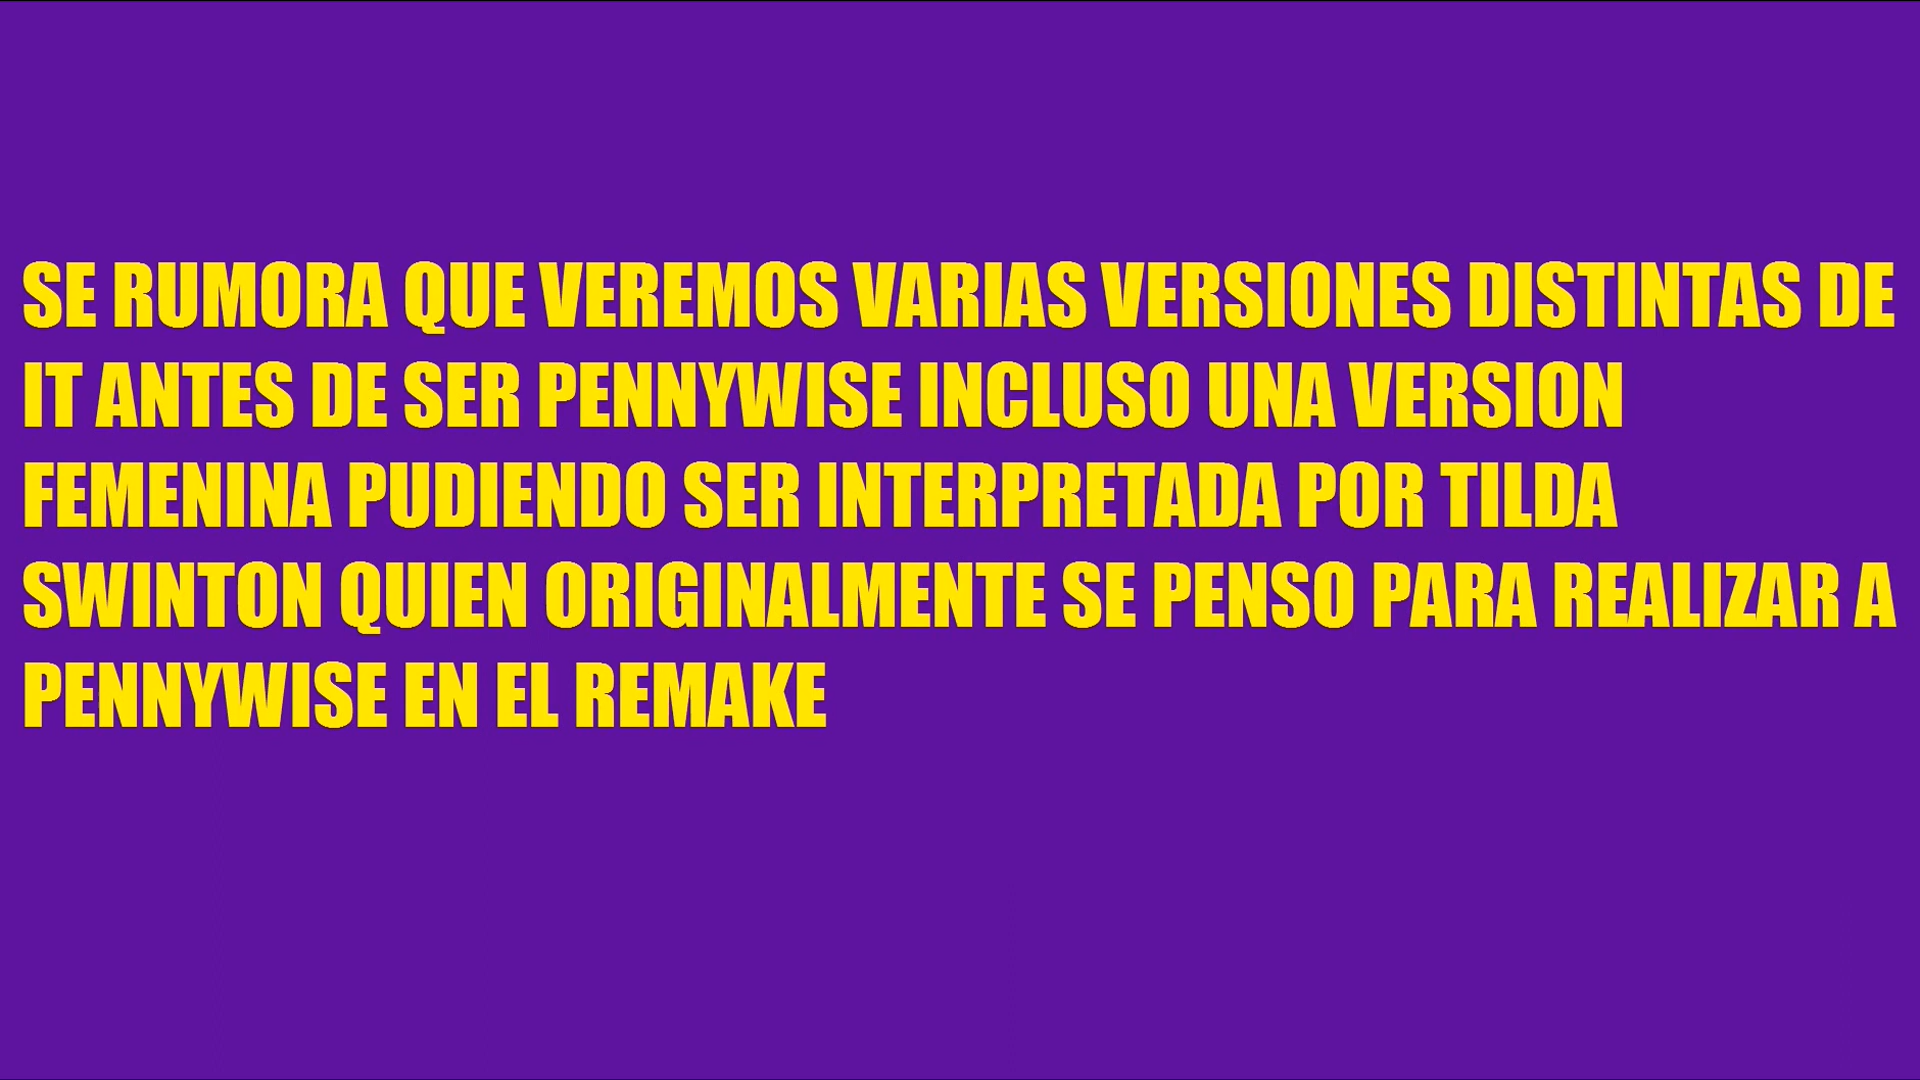 SE RUMORA QUE VEREMOS VARIAS VERSIONES DISTINTAS DE
IT ANTES DE SER PENNYWISE INCLUSO UNA VERSION
FEMENINA PUDIENDO SER INTERPRETADA POR TILDA
SWINTON QUIEN ORIGINALMENTE SE PENSO PARA REALIZAR A
PENNYWISE EN EL REMAKE